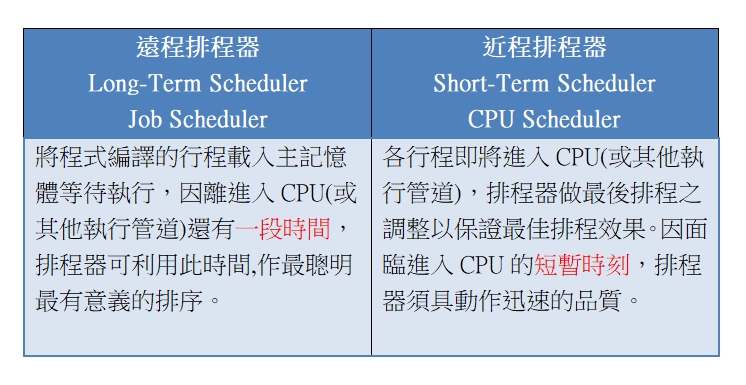 遠程排程器
Long-Term Scheduler
Job Scheduler
將程式編譯的行程載入主記憶
體等待執行，因離進入 CPU(或
其他執行管道)還有一段時間，
排程器可利用此時間,作最聰明
最有意義的排序。
近程排程器
Short-Term Scheduler
CPU Scheduler
各行程即將進入 CPU(或其他執
行管道)，排程器做最後排程之
調整以保證最佳排程效果。因面
臨進入 CPU 的短暫時刻，排程
器須具動作迅速的品質。